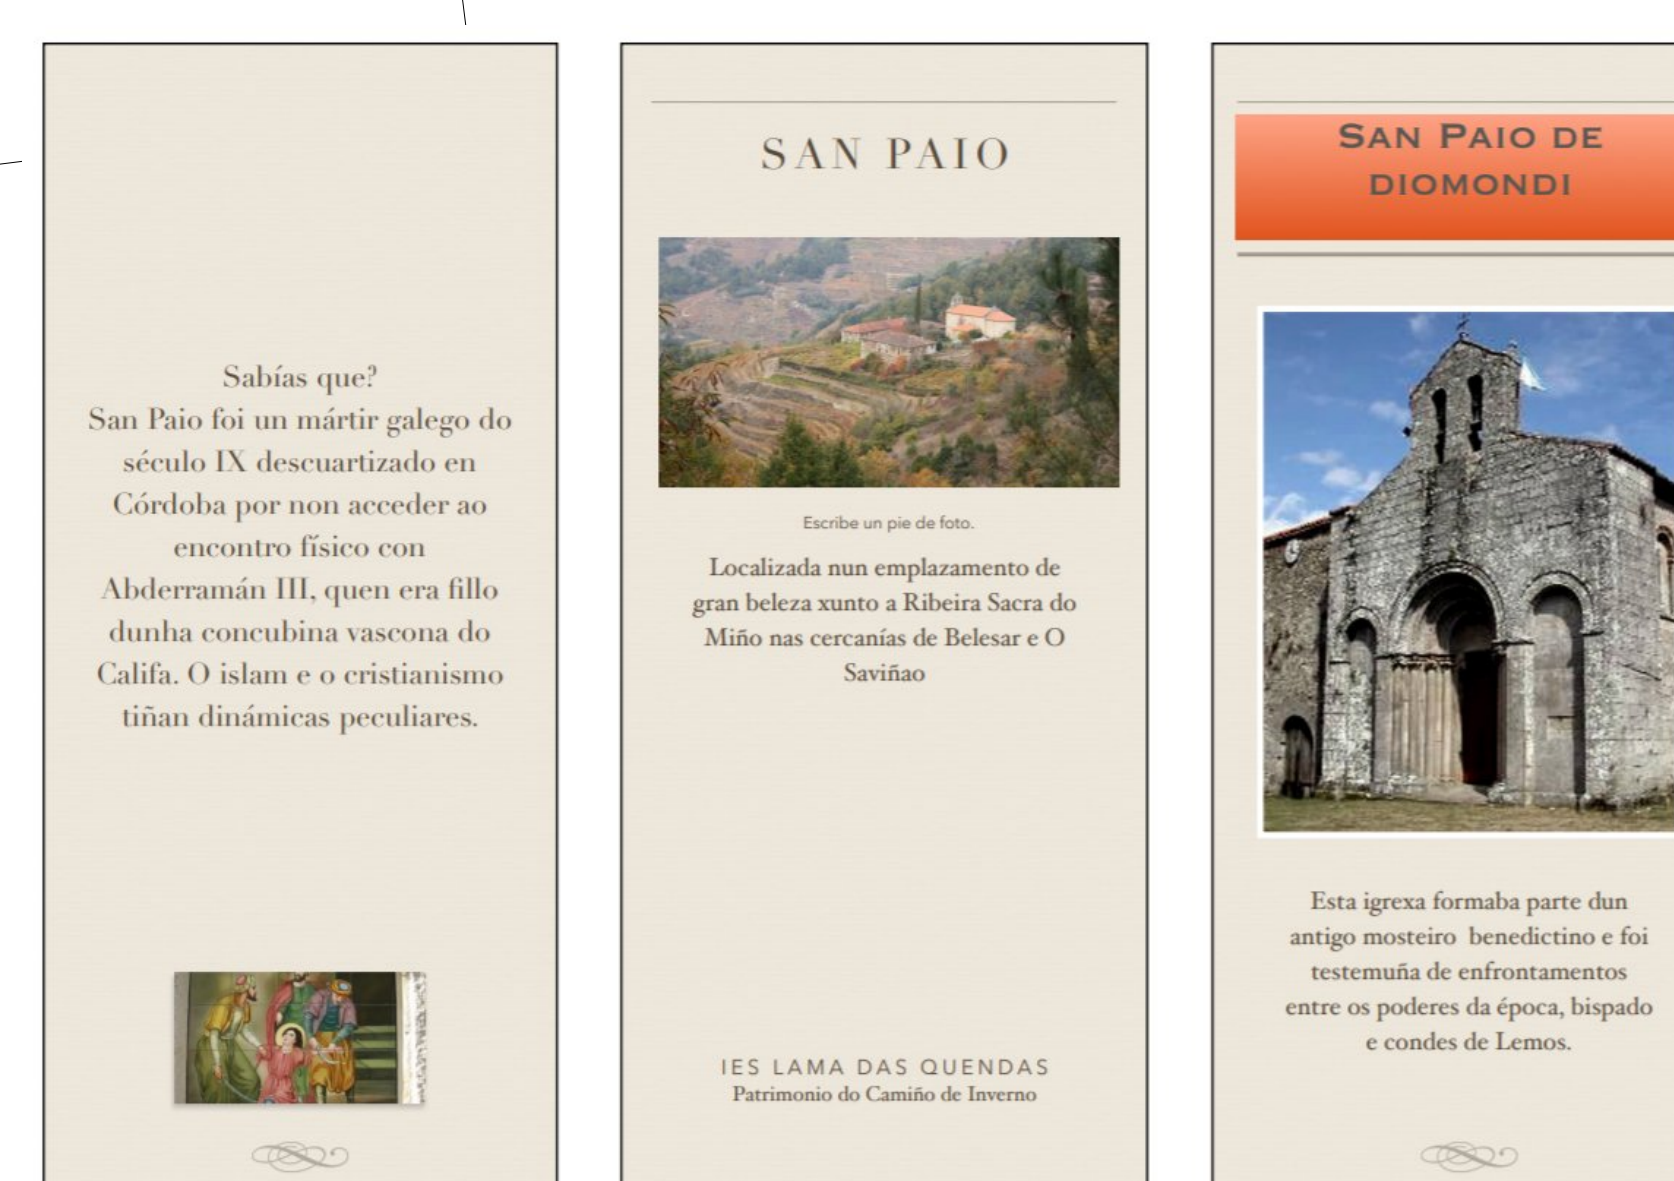 Sabías que?
San Paio foi un mártir galego do
século IX descuartizado en
Córdoba por non acceder ao
encontro físico con
Abderramán III, quen era fillo
dunha concubina vascona do
Califa. O islam e o cristianismo
tiñan dinámicas peculiares.
SAN PAIO
Escribe un pie de foto.
Localizada nun emplazamento de
gran beleza xunto a Ribeira Sacra do
Miño nas cercanías de Belesar e O
Saviñao
IES LAMA DAS QUENDAS
Patrimonio do Camiño de Inverno
SAN PAIO DE
DIOMONDI
Esta igrexa formaba parte dun
antigo mosteiro benedictino e foi
testemuña de enfrontamentos
entre os poderes da época, bispado
e condes de Lemos.